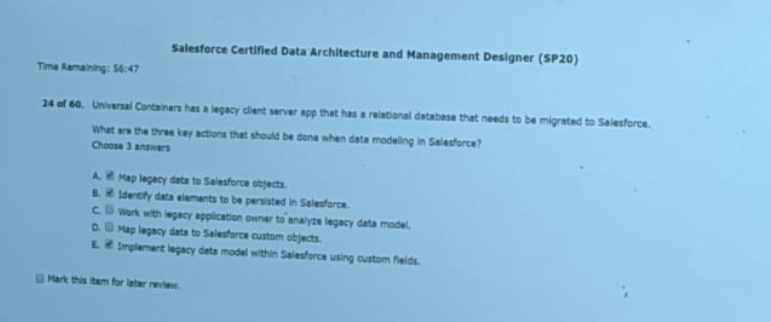 Salesforce Certified Data Architecture and Management Designer (SP20)
Time Remaining: 56:47
24 of 60. Universal Containers has a legacy client server app that has a relational database that needs to be migrated to Salesforce.
What are the three key actions that should be done when data modeling in Salesforce?
Choose 3 answers
A. Map legacy data to Salesforce objects.
B. Identify data elements to be persisted in Salesforce.
C. Work with legacy application owner to analyze legacy data model.
D. Map legacy data to Salesforce custom objects.
E. Implement legacy data model within Salesforce using custom fields.
Mark this item for later review.